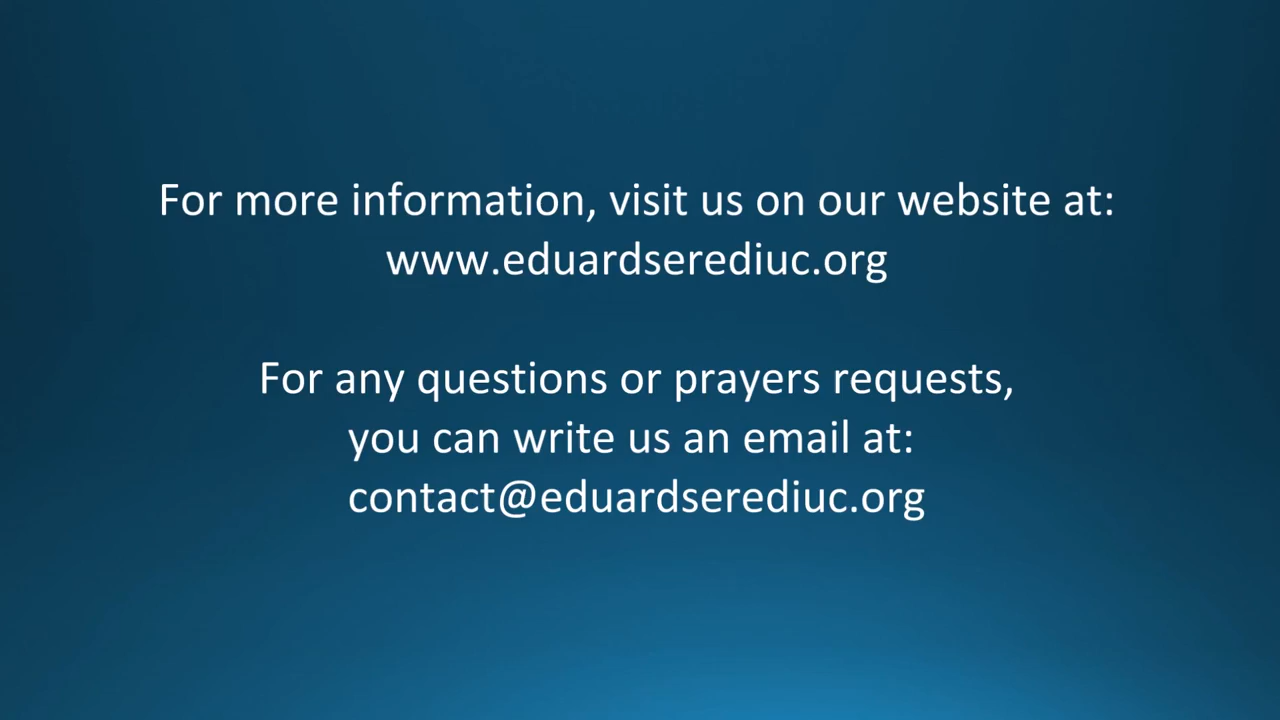 For more information, visit us on our website at:
www.eduardserediuc.org
For any questions or prayers requests,
you can write us an email at:
contact@eduardserediuc.org